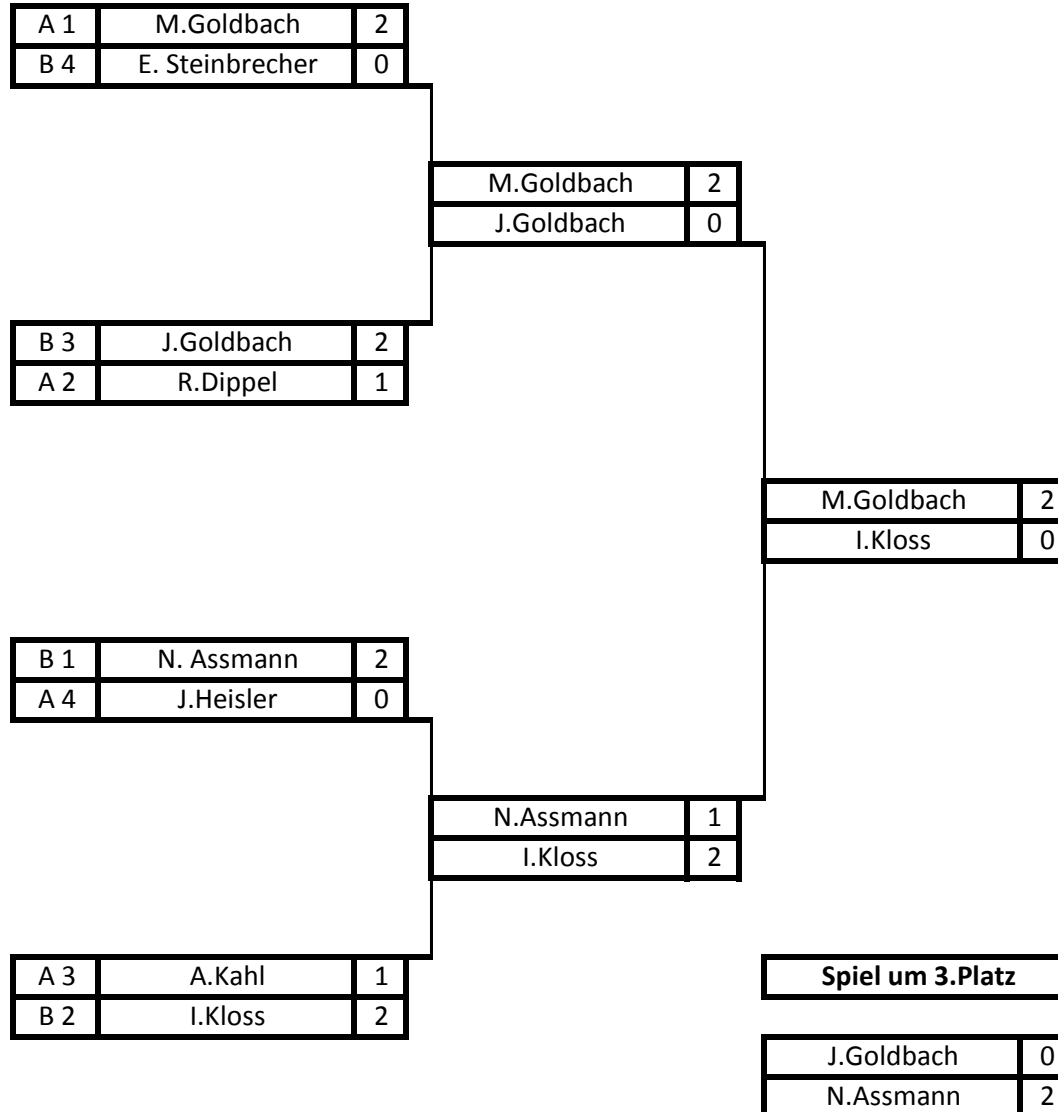 A 1 M.Goldbach 2
B 4 E. Steinbrecher 0
M.Goldbach 2
J.Goldbach 0
B 3 J.Goldbach 2
A 2 R.Dippel 1
M.Goldbach 2
I.Kloss 0
B 1 N. Assmann 2
A 4 J.Heisler 0
N.Assmann 1
I.Kloss 2
A 3 A.Kahl 1
B 2 I.Kloss 2
Spiel um 3.Platz
J.Goldbach 0
N.Assmann 2